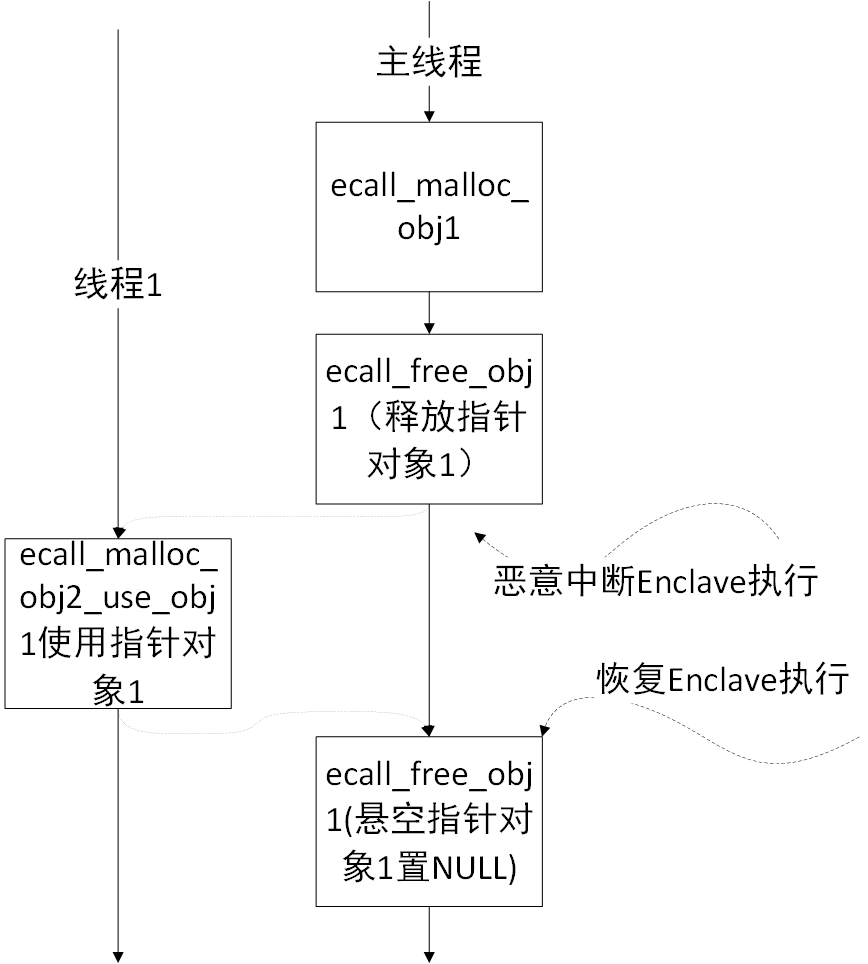 主线程
ecall_malloc_
obj1
线程1
ecall_free_obj
1（释放指针
对象1）
ecall_malloc_
obj2_use_obj
1使用指针对
象1
恶意中断Enclave执行
恢复Enclave执行
ecall_free_obj
1(悬空指针对
象1置NULL)